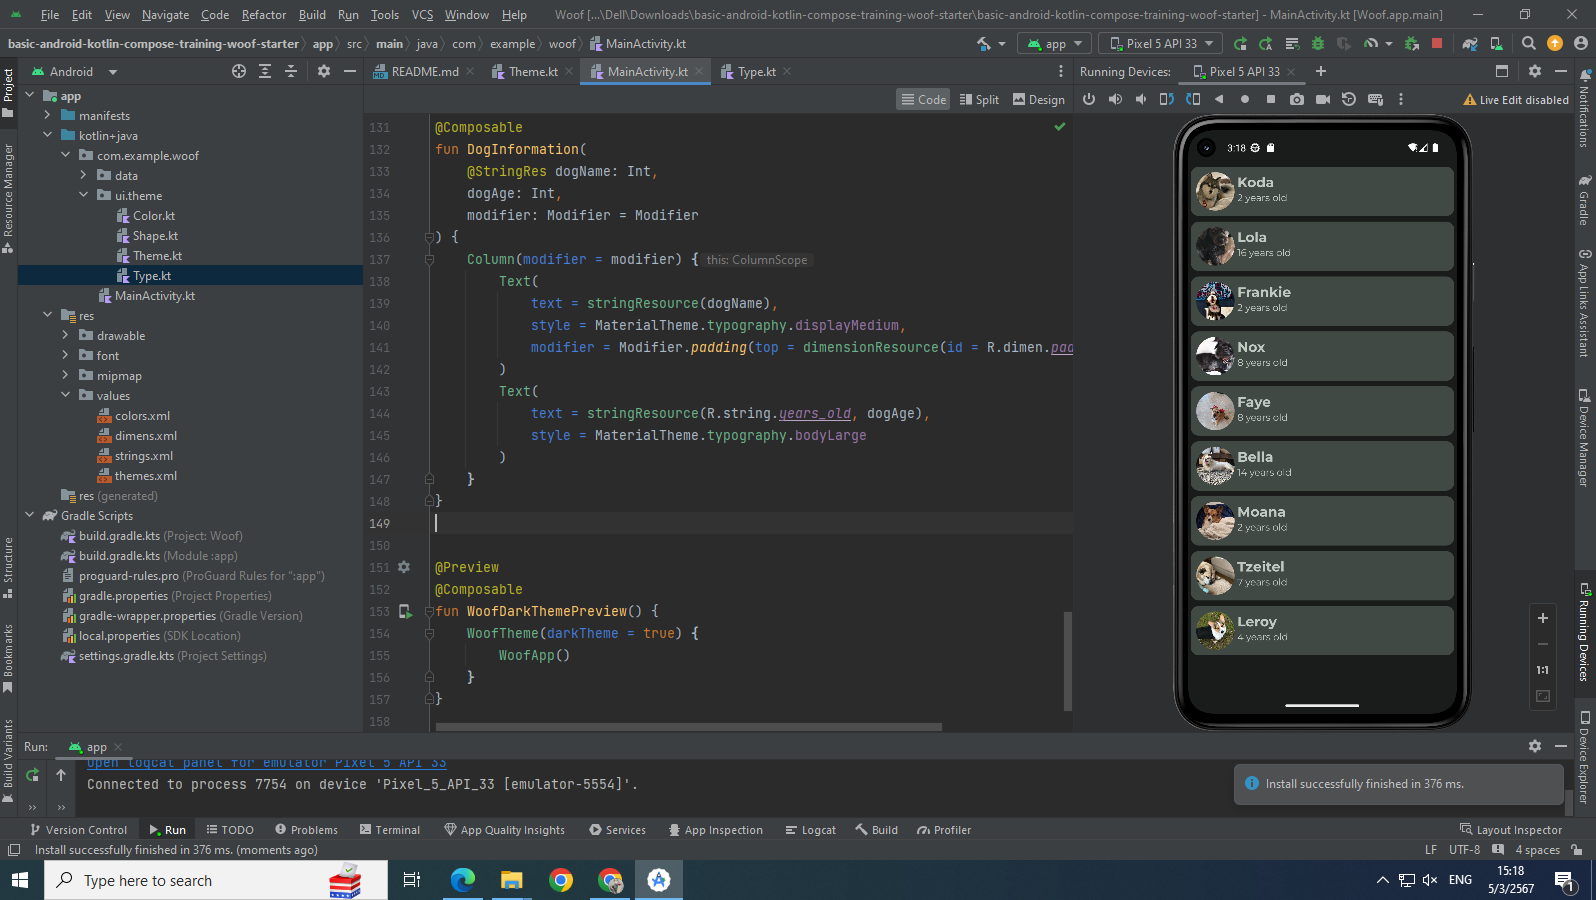 File Edit View Navigate Code Refactor Build Run Tools VCS Window Help Woof [...\Dell\Downloads\basic-android-kotlin-compose-training-woof-starter\basic-android-kotlin-compose-training-woof-starter] - MainActivity.kt [Woof.app.main]
basic-android-kotlin-compose-training-woof-starter app src main java com example woof MainActivity.kt app Pixel 5 API 33
Android README.md Theme.kt MainActivity.kt Type.kt Running Devices: Pixel 5 API 33
Code Split Design Live Edit disabled
Project
Resource Manager
Structure
Bookmarks
Build Variants
app
manifests
kotlin+java
com.example.woof
data
ui.theme
Color.kt
Shape.kt
Theme.kt
Type.kt
MainActivity.kt
res
drawable
font
mipmap
values
colors.xml
dimens.xml
strings.xml
themes.xml
res (generated)
Gradle Scripts
build.gradle.kts (Project: Woof)
build.gradle.kts (Module :app)
proguard-rules.pro (ProGuard Rules for ":app")
gradle.properties (Project Properties)
gradle-wrapper.properties (Gradle Version)
local.properties (SDK Location)
settings.gradle.kts (Project Settings)
131 @Composable
132 fun DogInformation(
133 @StringRes dogName: Int,
134 dogAge: Int,
135 modifier: Modifier = Modifier
136 ) {
137 Column(modifier = modifier) { this: ColumnScope
138 Text(
139 text = stringResource(dogName),
140 style = MaterialTheme.typography.displayMedium,
141 modifier = Modifier.padding(top = dimensionResource(id = R.dimen.pad
142 )
143 Text(
144 text = stringResource(R.string.years_old, dogAge),
145 style = MaterialTheme.typography.bodyLarge
146 )
147 }
148 }
149
150
151 @Preview
152 @Composable
153 fun WoofDarkThemePreview() {
154 WoofTheme(darkTheme = true) {
155 WoofApp()
156 }
157 }
158
3:18
Koda
2 years old
Lola
16 years old
Frankie
2 years old
Nox
8 years old
Faye
8 years old
Bella
14 years old
Moana
2 years old
Tzeitel
7 years old
Leroy
4 years old
1:1
Notifications
Gradle
App Links Assistant
Device Manager
Running Devices
Device Explorer
Run: app
Open logcat panel for emulator Pixel 5 API 33
Connected to process 7754 on device 'Pixel_5_API_33 [emulator-5554]'.
Install successfully finished in 376 ms.
Version Control Run TODO Problems Terminal App Quality Insights Services App Inspection Logcat Build Profiler Layout Inspector
Install successfully finished in 376 ms. (moments ago) LF UTF-8 4 spaces
Type here to search ENG
15:18
5/3/2567
1